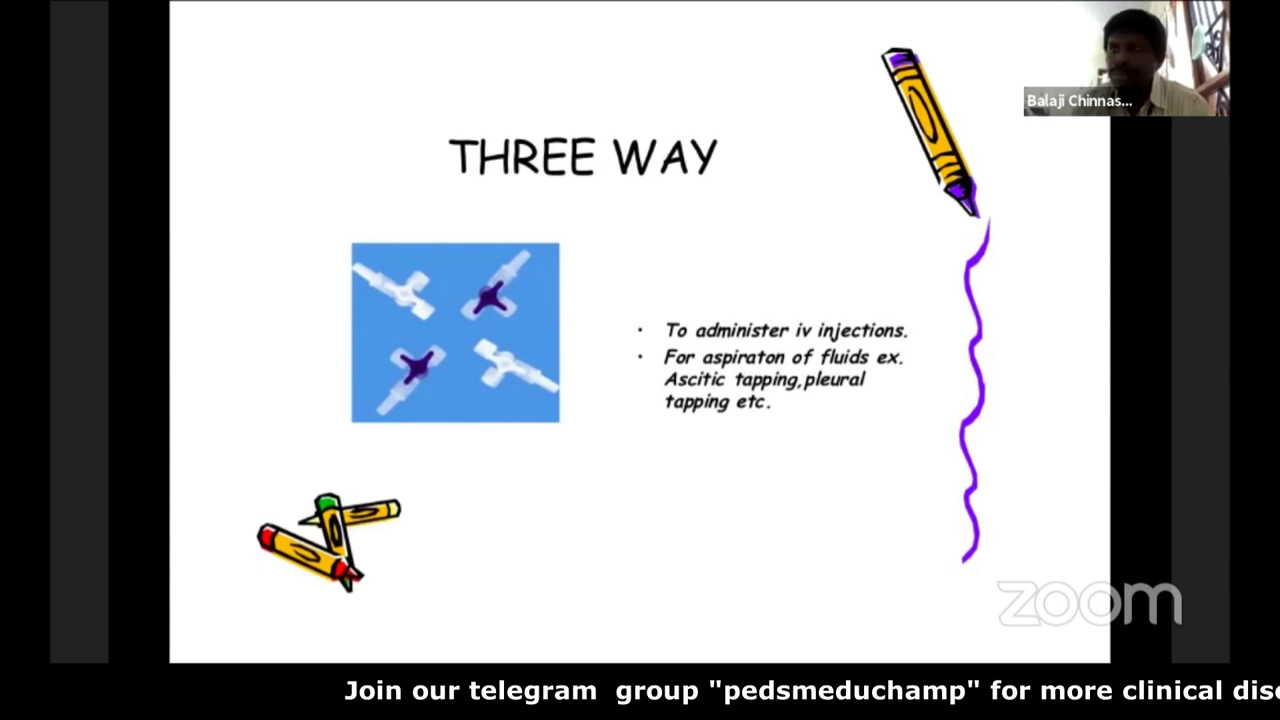 Balaji Chinnas...
THREE WAY
• To administer iv injections.
• For aspiraton of fluids ex.
Ascitic tapping,pleural
tapping etc.
zoom
Join our telegram group "pedsmeduchamp" for more clinical disc